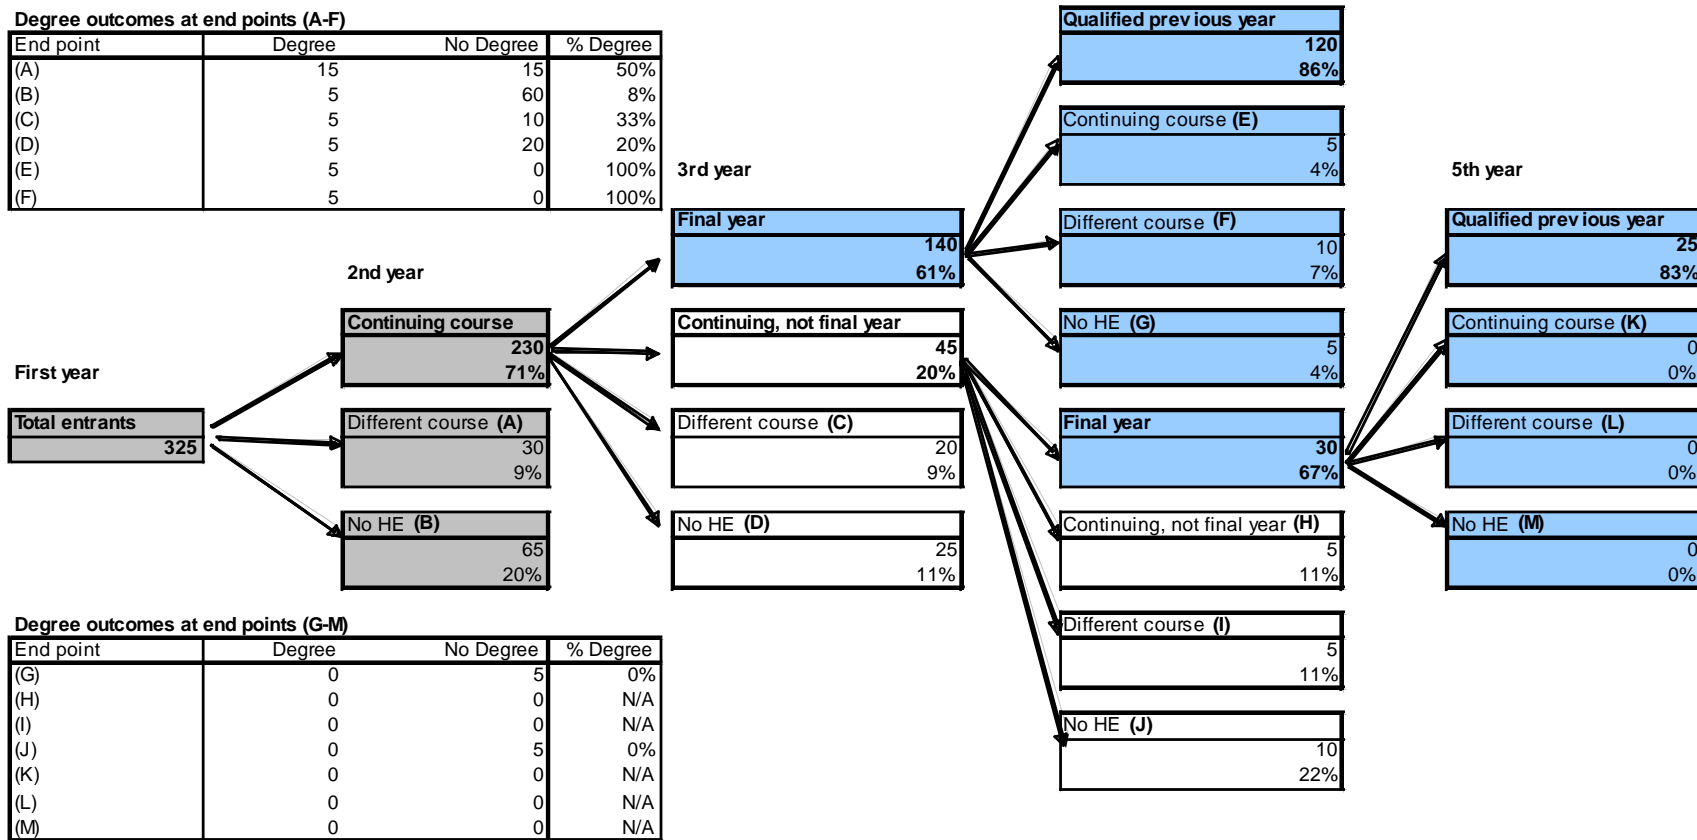 Degree outcomes at end points (A-F)
End point Degree No Degree % Degree
(A) 15 15 50%
(B) 5 60 8%
(C) 5 10 33%
(D) 5 20 20%
(E) 5 0 100%
(F) 5 0 100%
First year
Total entrants
325
2nd year
Continuing course
230
71%
Different course (A)
30
9%
No HE (B)
65
20%
3rd year
Final year
140
61%
Continuing, not final year
45
20%
Different course (C)
20
9%
No HE (D)
25
11%
Qualified previous year
120
86%
Continuing course (E)
5
4%
Different course (F)
10
7%
No HE (G)
5
4%
Final year
30
67%
Continuing, not final year (H)
5
11%
Different course (I)
5
11%
No HE (J)
10
22%
5th year
Qualified previous year
25
83%
Continuing course (K)
0
0%
Different course (L)
0
0%
No HE (M)
0
0%
Degree outcomes at end points (G-M)
End point Degree No Degree % Degree
(G) 0 5 0%
(H) 0 0 N/A
(I) 0 0 N/A
(J) 0 5 0%
(K) 0 0 N/A
(L) 0 0 N/A
(M) 0 0 N/A